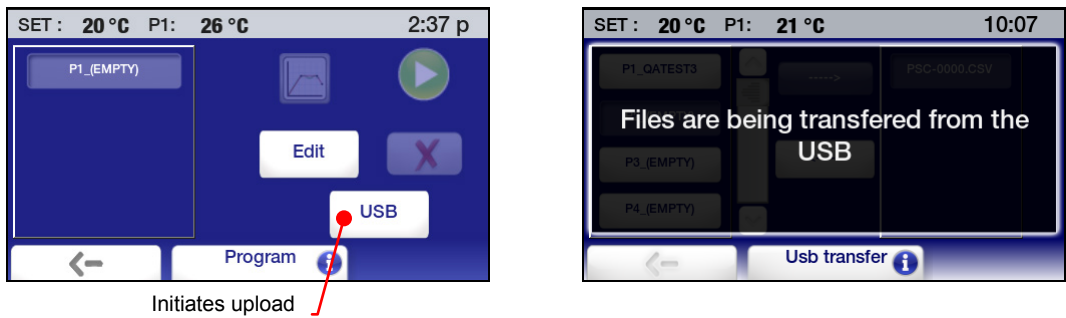 SET : 20 °C P1: 26 °C 2:37 p
P1_(EMPTY)
Edit
X
USB
Program i
Initiates upload
SET : 20 °C P1: 21 °C 10:07
P1_QATEST3
----->
PSC-0000.CSV
Files are being transfered from the
USB
P3_(EMPTY)
P4_(EMPTY)
Usb transfer i